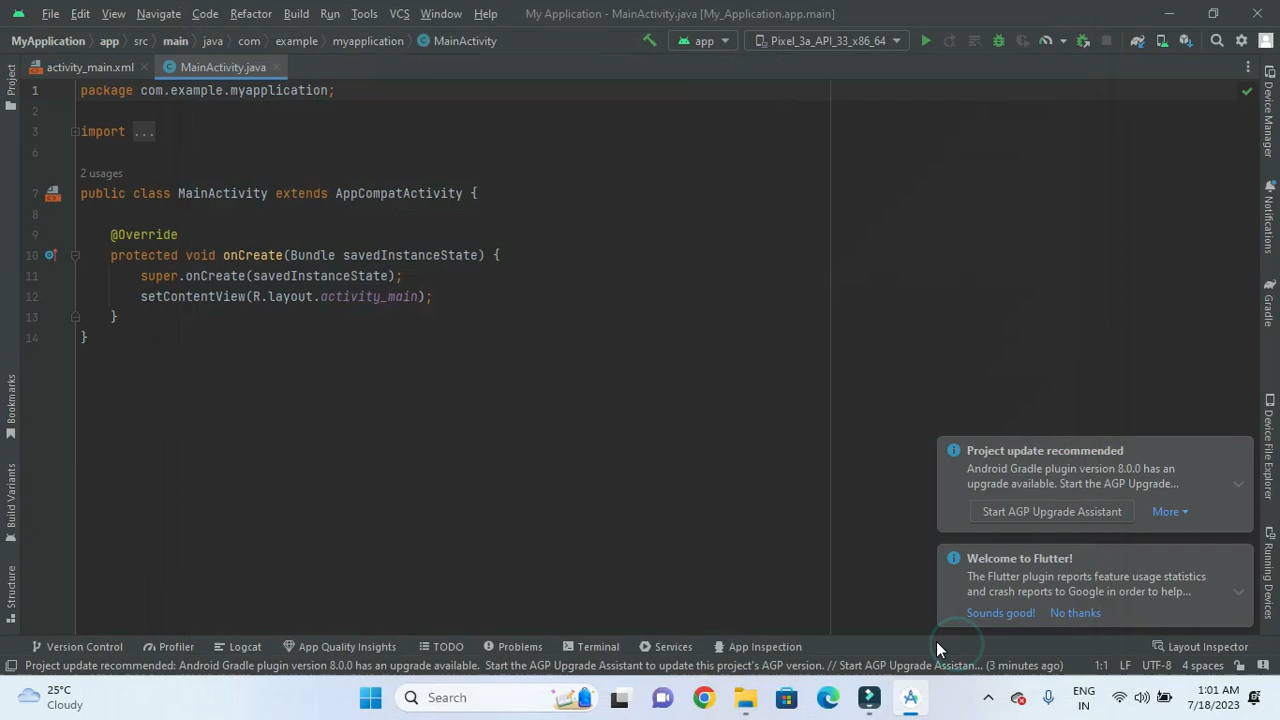 File Edit View Navigate Code Refactor Build Run Tools VCS Window Help My Application - MainActivity.java [My_Application.app.main]
MyApplication app src main java com example myapplication MainActivity app Pixel_3a_API_33_x86_64
activity_main.xml MainActivity.java
Project
Bookmarks
Build Variants
Structure
1 package com.example.myapplication;
2
3 import ...
6
2 usages
7 public class MainActivity extends AppCompatActivity {
8
9 @Override
10 protected void onCreate(Bundle savedInstanceState) {
11 super.onCreate(savedInstanceState);
12 setContentView(R.layout.activity_main);
13 }
14 }
Device Manager
Notifications
Gradle
Device File Explorer
Running Devices
Project update recommended
Android Gradle plugin version 8.0.0 has an
upgrade available. Start the AGP Upgrade...
Start AGP Upgrade Assistant More
Welcome to Flutter!
The Flutter plugin reports feature usage statistics
and crash reports to Google in order to help...
Sounds good! No thanks
Version Control Profiler Logcat App Quality Insights TODO Problems Terminal Services App Inspection Layout Inspector
Project update recommended: Android Gradle plugin version 8.0.0 has an upgrade available. Start the AGP Upgrade Assistant to update this project's AGP version. // Start AGP Upgrade Assistan... (3 minutes ago) 1:1 LF UTF-8 4 spaces
25°C
Cloudy
Search
ENG
IN
1:01 AM
7/18/2023